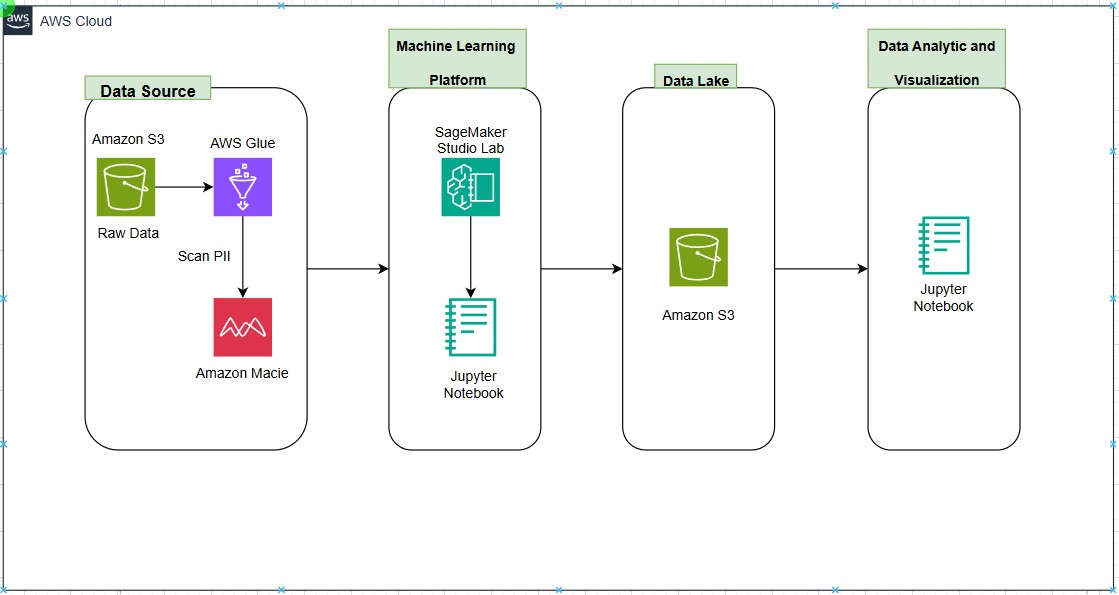 aws
AWS Cloud
Data Source
Amazon S3
AWS Glue
Raw Data
Scan PII
Amazon Macie
Machine Learning
Platform
SageMaker
Studio Lab
Jupyter
Notebook
Data Lake
Amazon S3
Data Analytic and
Visualization
Jupyter
Notebook